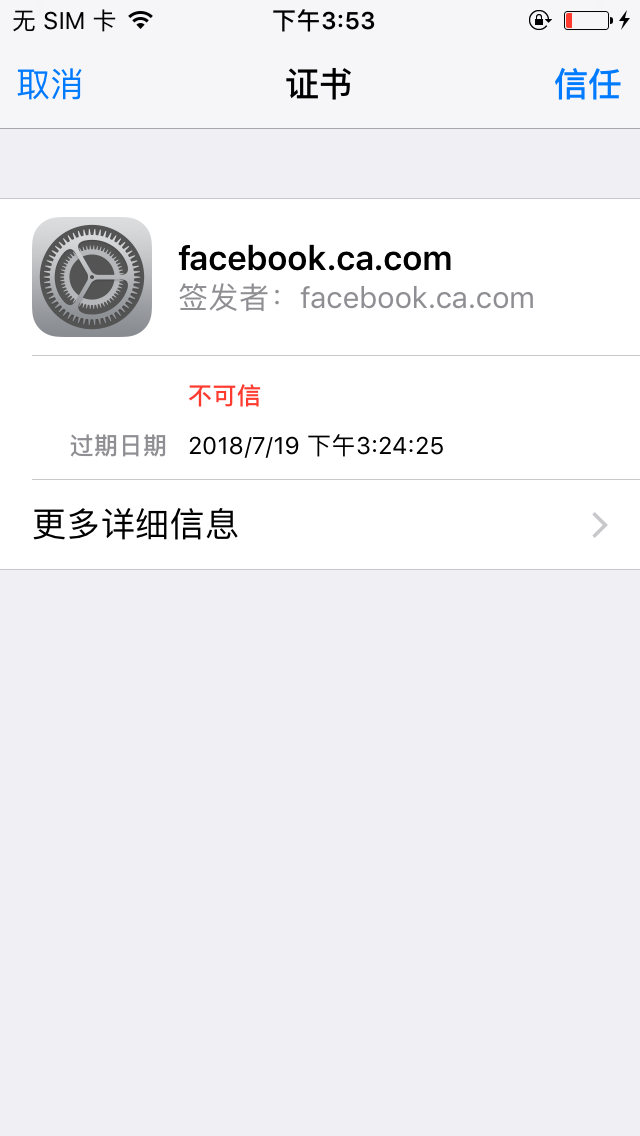 无 SIM 卡 下午3:53
取消 证书 信任
facebook.ca.com
签发者：facebook.ca.com
不可信
过期日期 2018/7/19 下午3:24:25
更多详细信息